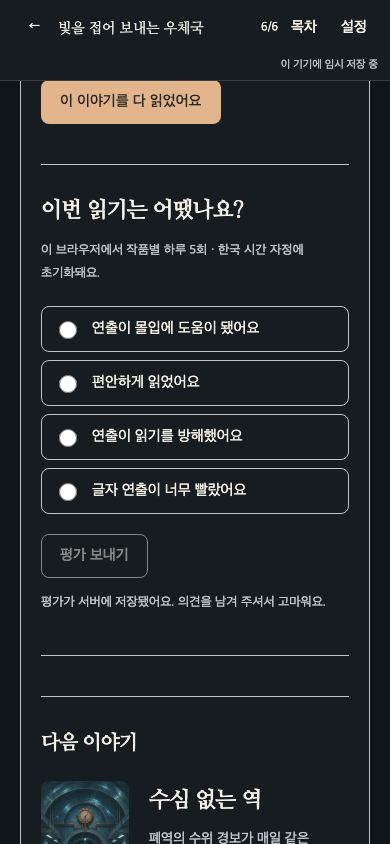 ← 빛을 접어 보내는 우체국 6/6 목차 설정
이 기기에 임시 저장 중
이 이야기를 다 읽었어요
이번 읽기는 어땠나요?
이 브라우저에서 작품별 하루 5회 · 한국 시간 자정에
초기화돼요.
연출이 몰입에 도움이 됐어요
편안하게 읽었어요
연출이 읽기를 방해했어요
글자 연출이 너무 빨랐어요
평가 보내기
평가가 서버에 저장됐어요. 의견을 남겨 주셔서 고마워요.
다음 이야기
수심 없는 역
폐역의 수위 경보가 매일 같은